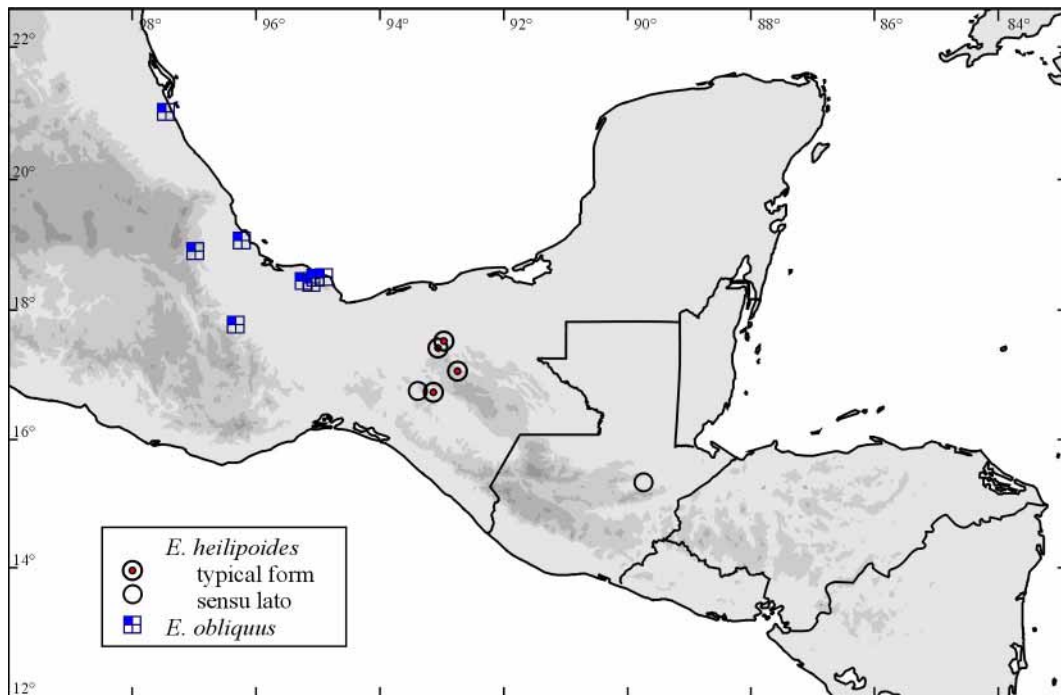 98° 96° 94° 92° 90° 88° 86° 84°
22°
20°
18°
16°
14°
12°
E. heilipoides
typical form
sensu lato
E. obliquus